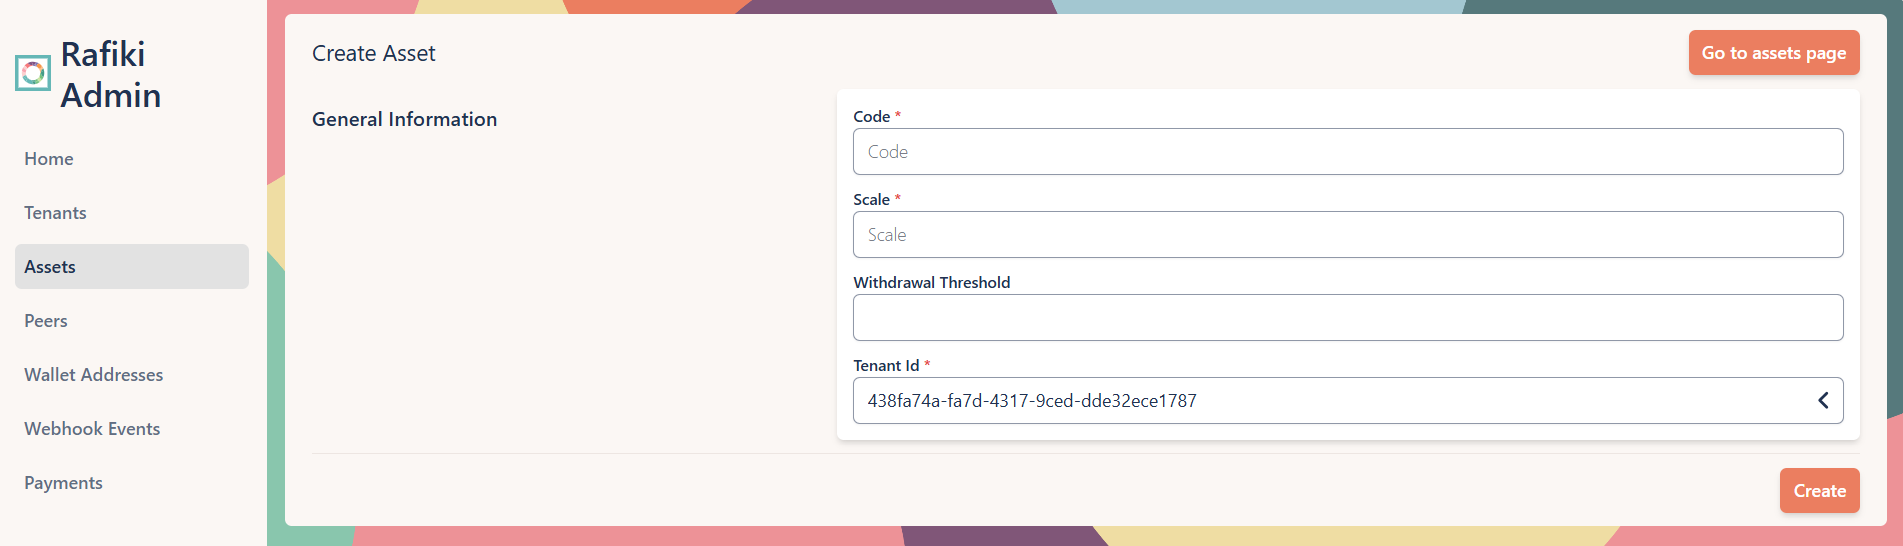 Rafiki
Admin
Home
Tenants
Assets
Peers
Wallet Addresses
Webhook Events
Payments
Create Asset
Go to assets page
General Information
Code *
Code
Scale *
Scale
Withdrawal Threshold
Tenant Id *
438fa74a-fa7d-4317-9ced-dde32ece1787
Create